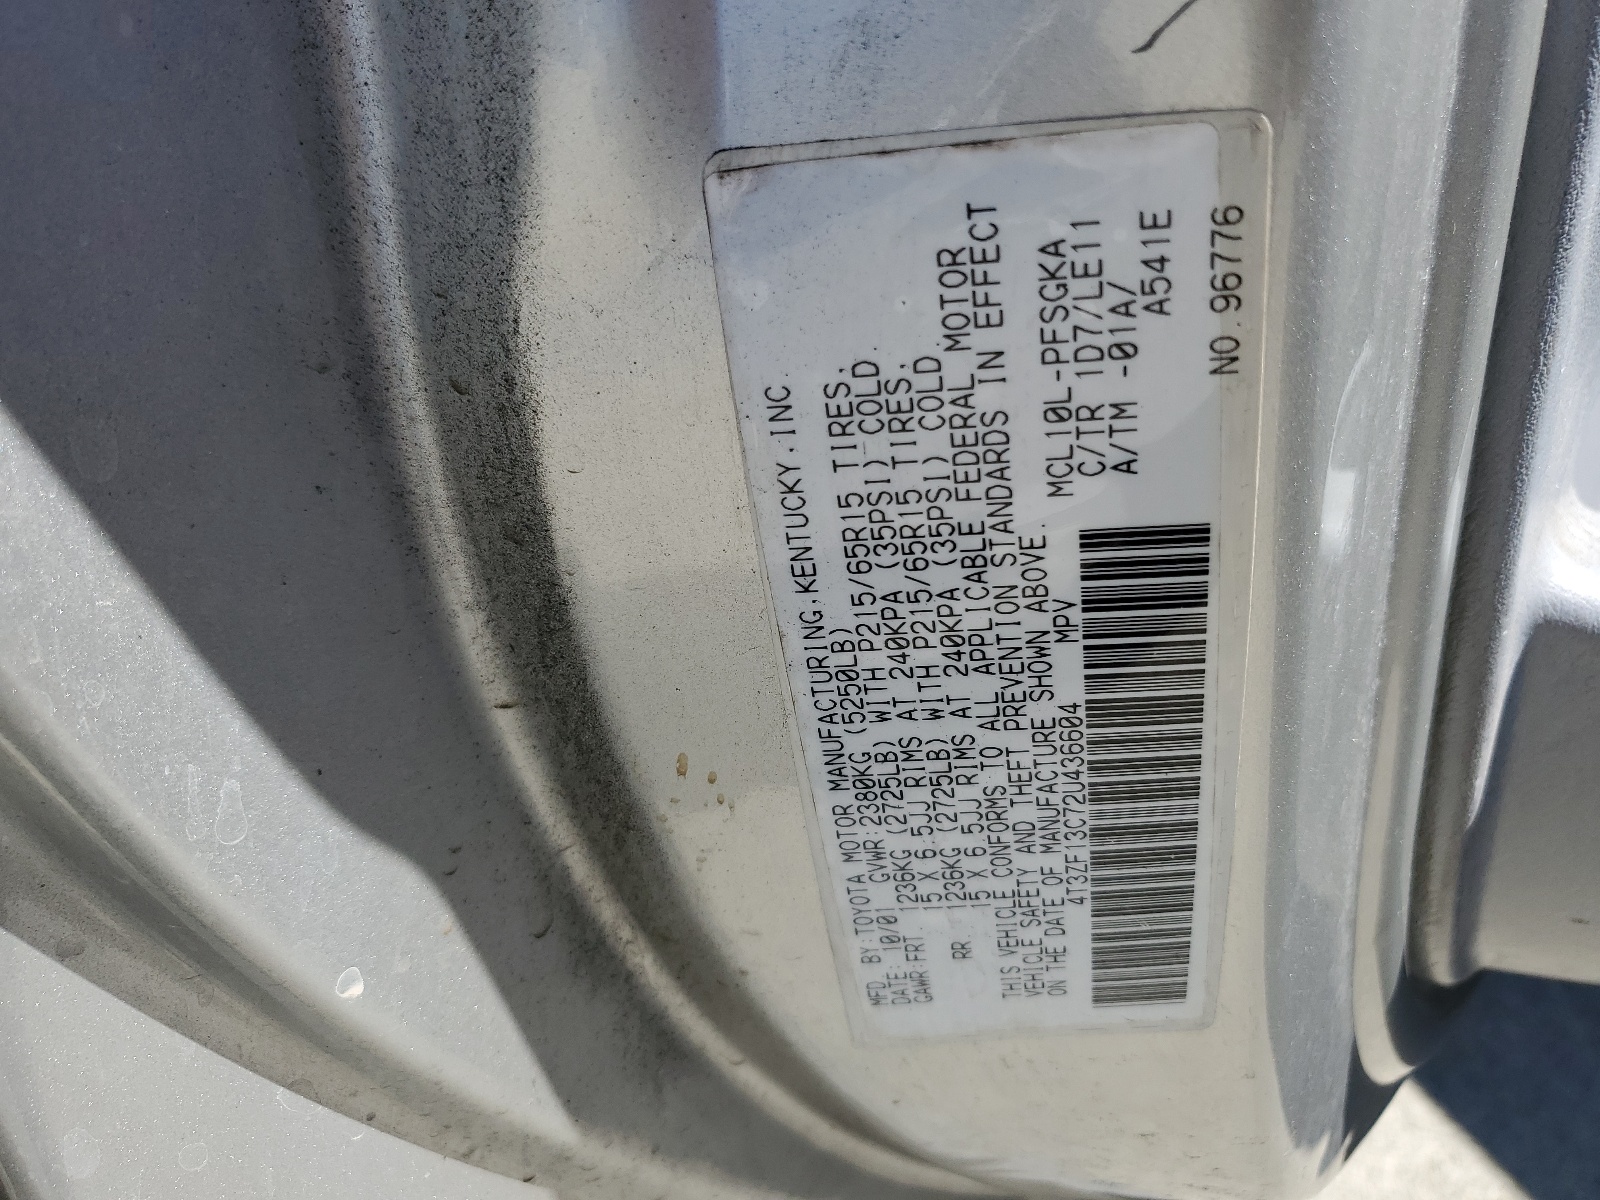 MFD. BY:TOYOTA MOTOR MANUFACTURING,KENTUCKY,INC.
DATE: 10/01 GVWR:2380KG (5250LB)
GAWR:FRT. 1236KG (2725LB) WITH P215/65R15 TIRES,
15 X 6.5JJ RIMS AT 240KPA (35PSI) COLD.
RR. 1236KG (2725LB) WITH P215/65R15 TIRES,
15 X 6.5JJ RIMS AT 240KPA (35PSI) COLD.
THIS VEHICLE CONFORMS TO ALL APPLICABLE FEDERAL MOTOR
VEHICLE SAFETY AND THEFT PREVENTION STANDARDS IN EFFECT
ON THE DATE OF MANUFACTURE SHOWN ABOVE.
4T3ZF13C72U436604 MPV
MCL10L-PFSGKA
C/TR 1D7/LE11
A/TM -01A/
A541E
NO.96776